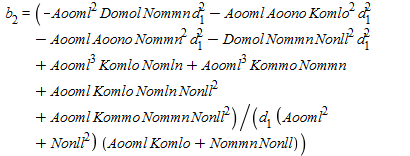 b₂ = (−Aooml² Domol Nommn d₁² − Aooml Aoono Komlo² d₁²
− Aooml Aoono Nommn² d₁² − Domol Nommn Nonll² d₁²
+ Aooml³ Komlo Nomln + Aooml³ Kommo Nommn
+ Aooml Komlo Nomln Nonll²
+ Aooml Kommo Nommn Nonll²)/(d₁ (Aooml²
+ Nonll²) (Aooml Komlo + Nommn Nonll))